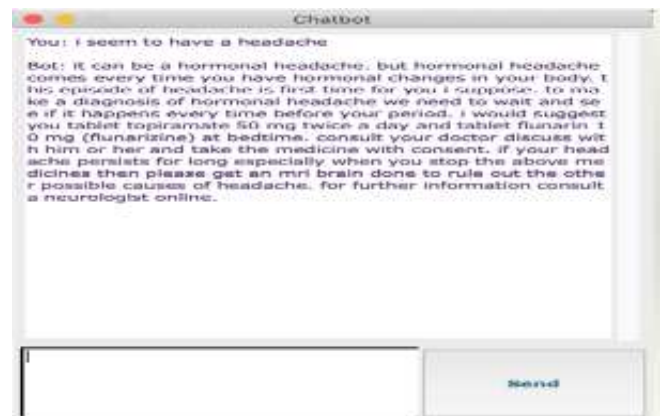 Chatbot
You: i seem to have a headache
Bot: it can be a hormonal headache. but hormonal headache
comes every time you have hormonal changes in your body. t
his episode of headache is first time for you i suppose. to ma
ke a diagnosis of hormonal headache we need to wait and se
e if it happens every time before your period. i would suggest
you tablet topiramate 50 mg twice a day and tablet flunarin 1
0 mg (flunarizine) at bedtime. consult your doctor discuss wit
h him or her and take the medicine with consent. if your head
ache persists for long especially when you stop the above me
dicines then please get an mri brain done to rule out the othe
r possible causes of headache. for further information consult
a neurologist online.
Send